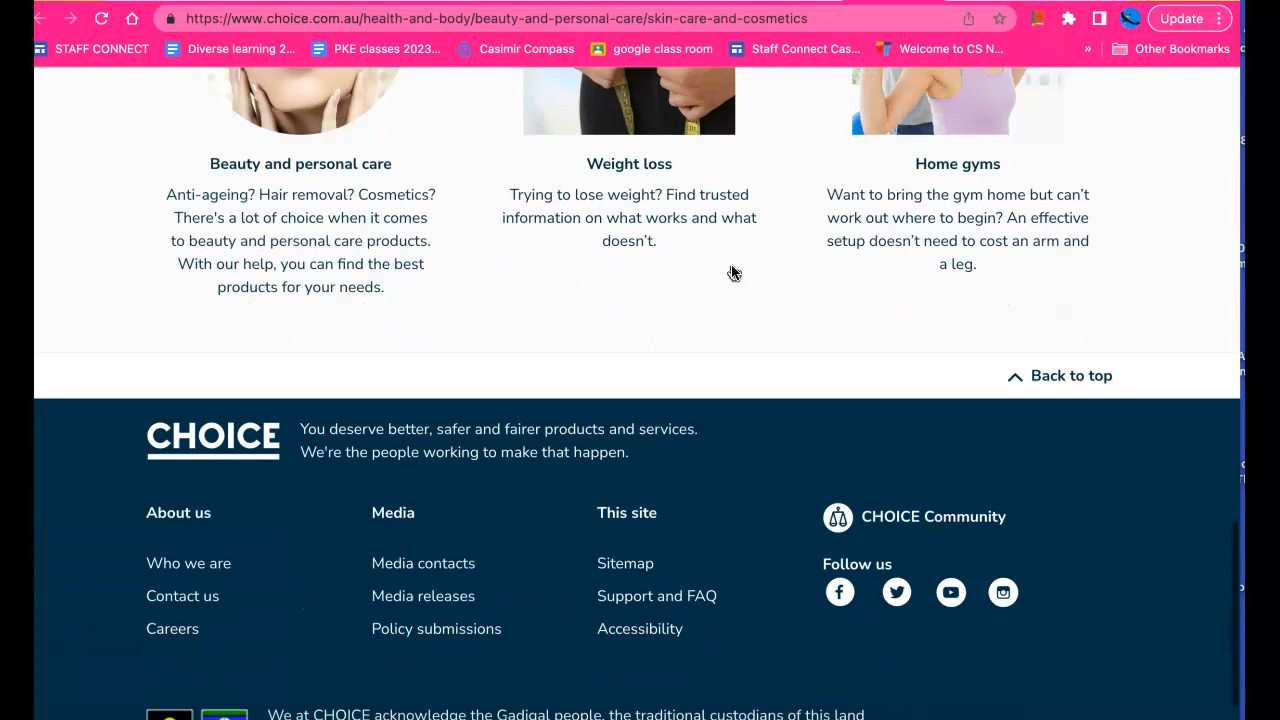 https://www.choice.com.au/health-and-body/beauty-and-personal-care/skin-care-and-cosmetics
Update
STAFF CONNECT
Diverse learning 2...
PKE classes 2023...
Casimir Compass
google class room
Staff Connect Cas...
Welcome to CS N...
»
Other Bookmarks
Beauty and personal care
Anti-ageing? Hair removal? Cosmetics?
There's a lot of choice when it comes
to beauty and personal care products.
With our help, you can find the best
products for your needs.
Weight loss
Trying to lose weight? Find trusted
information on what works and what
doesn’t.
Home gyms
Want to bring the gym home but can’t
work out where to begin? An effective
setup doesn’t need to cost an arm and
a leg.
Back to top
CHOICE
You deserve better, safer and fairer products and services.
We're the people working to make that happen.
About us
Who we are
Contact us
Careers
Media
Media contacts
Media releases
Policy submissions
This site
Sitemap
Support and FAQ
Accessibility
CHOICE Community
Follow us
We at CHOICE acknowledge the Gadigal people, the traditional custodians of this land